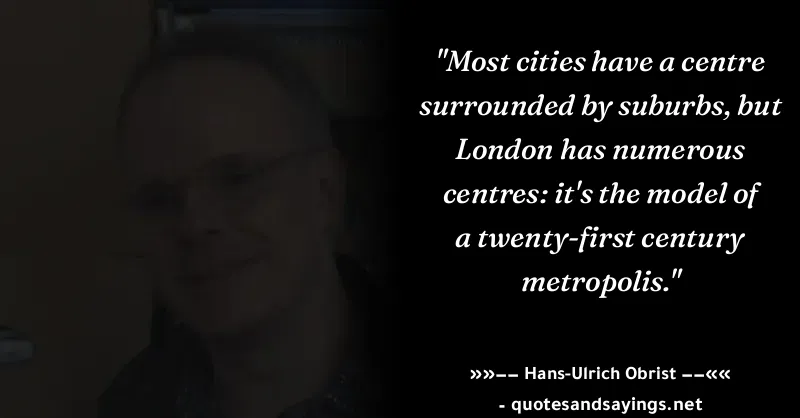 "Most cities have a centre
surrounded by suburbs, but
London has numerous
centres: it's the model of
a twenty-first century
metropolis."
»»–– Hans-Ulrich Obrist ––««
- quotesandsayings.net